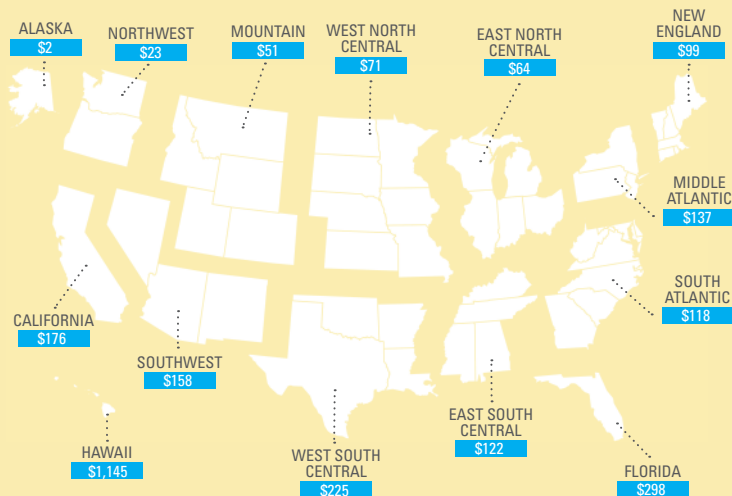 ALASKA
$2
NORTHWEST
$23
MOUNTAIN
$51
WEST NORTH
CENTRAL
$71
EAST NORTH
CENTRAL
$64
NEW
ENGLAND
$99
MIDDLE
ATLANTIC
$137
SOUTH
ATLANTIC
$118
CALIFORNIA
$176
SOUTHWEST
$158
HAWAII
$1,145
WEST SOUTH
CENTRAL
$225
EAST SOUTH
CENTRAL
$122
FLORIDA
$298